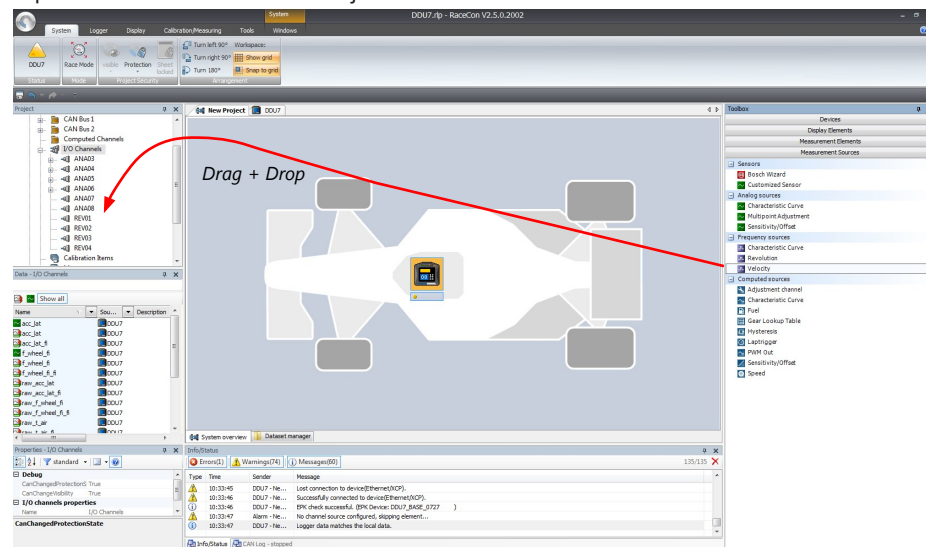 System
DDU7.rlp - RaceCon V2.5.0.2002
System Logger Display Calibration/Measuring Tools Windows
DDU7
Race Mode
visible Protection Sheet locked
Turn left 90° Workspace:
Turn right 90° Show grid
Turn 180° Snap to grid
Status Mode Project Security Arrangement
Project
CAN Bus 1
CAN Bus 2
Computed Channels
I/O Channels
ANA03
ANA04
ANA05
ANA06
ANA07
ANA08
REV01
REV02
REV03
REV04
Calibration Items
New Project DDU7
Drag + Drop
System overview Dataset manager
Toolbox
Devices
Display Elements
Measurement Elements
Measurement Sources
Sensors
Bosch Wizard
Customized Sensor
Analog sources
Characteristic Curve
Multipoint Adjustment
Sensitivity/Offset
Frequency sources
Characteristic Curve
Revolution
Velocity
Computed sources
Adjustment channel
Characteristic Curve
Fuel
Gear Lookup Table
Hysteresis
Laptrigger
PWM Out
Sensitivity/Offset
Speed
Data - I/O Channels
Show all
Name Sou... Description
acc_lat DDU7
acc_lat DDU7
acc_lat_fi DDU7
f_wheel_fi DDU7
f_wheel_fi DDU7
f_wheel_fi_fi DDU7
raw_acc_lat DDU7
raw_acc_lat_fi DDU7
raw_f_wheel_fi DDU7
raw_f_wheel_fi_fi DDU7
raw_t_air DDU7
raw_t_air_fi DDU7
Properties - I/O Channels
standard
Debug
CanChangedProtectionS True
CanChangeVisibility True
I/O channels properties
Name I/O Channels
CanChangedProtectionState
Info/Status
Errors(1) Warnings(74) Messages(60) 135/135
Type Time Sender Message
10:33:45 DDU7 - Ne... Lost connection to device(Ethernet/XCP).
10:33:46 DDU7 - Ne... Successfully connected to device(Ethernet/XCP).
10:33:46 DDU7 - Ne... EPK check successful. (EPK Device: DDU7_BASE_0727 )
10:33:47 Alarm - Ne... No channel source configured, skipping element...
10:33:47 DDU7 - Ne... Logger data matches the local data.
Info/Status CAN Log - stopped